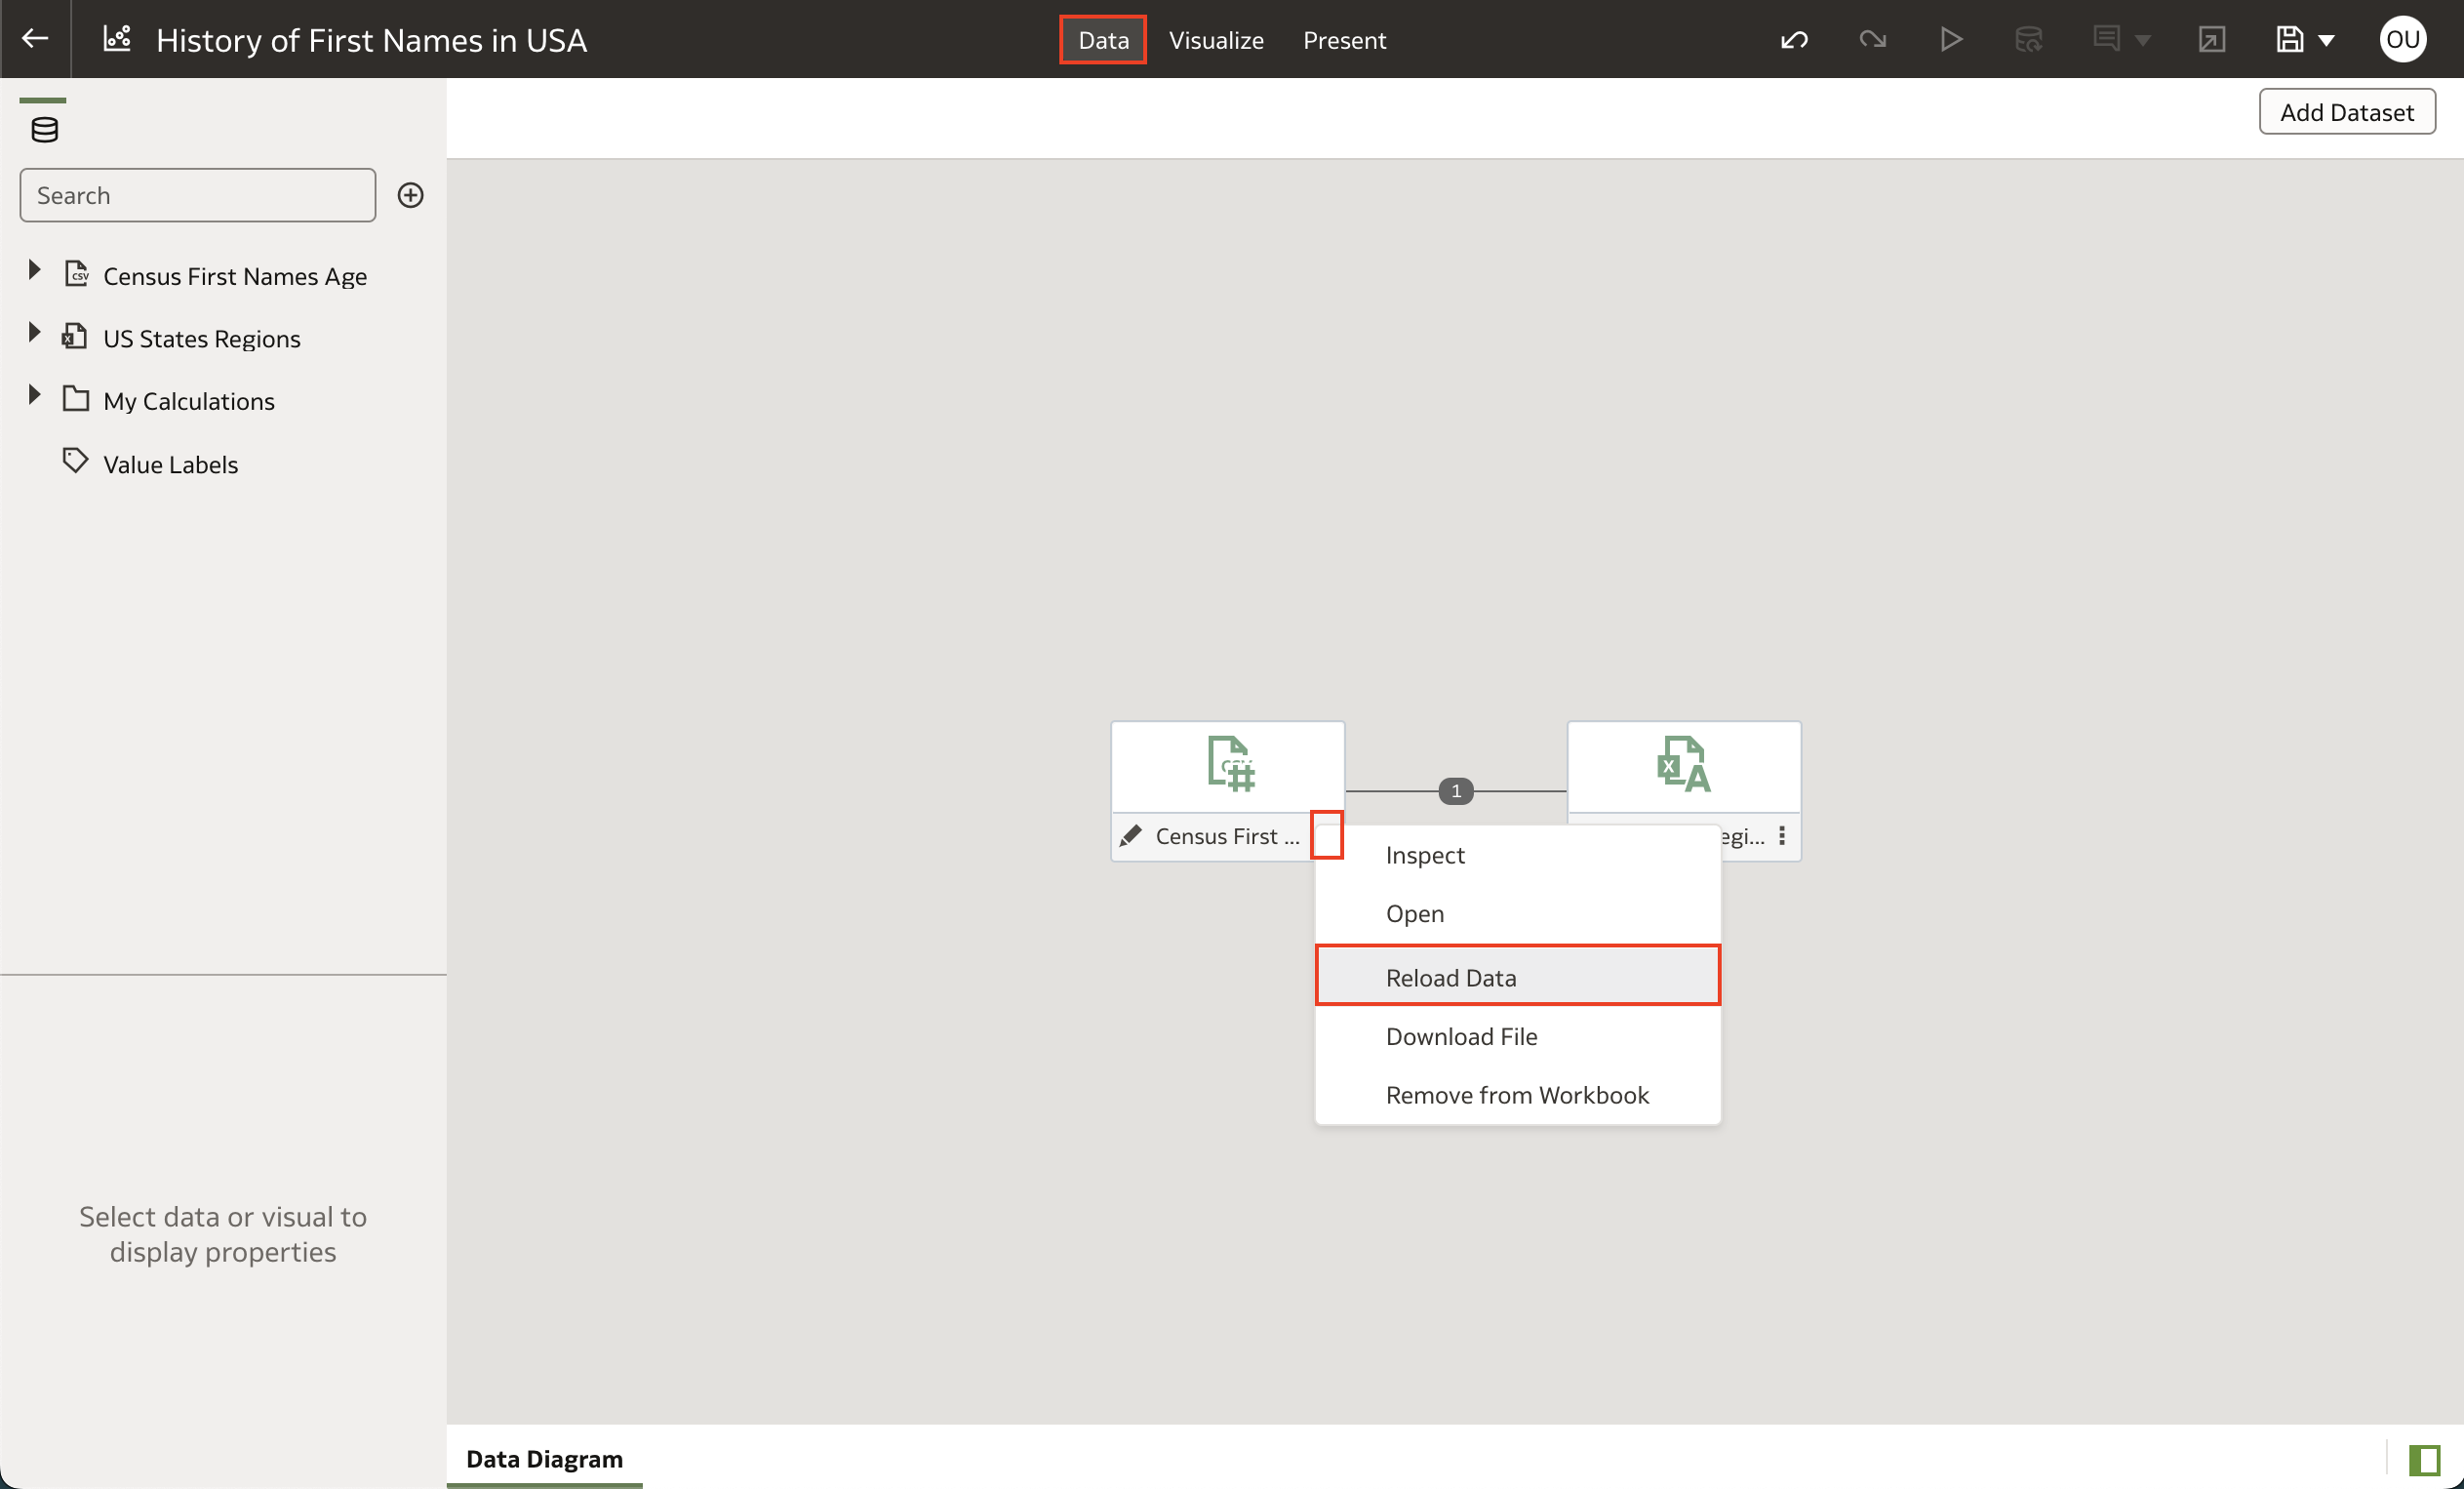 History of First Names in USA
Data
Visualize
Present
OU
Add Dataset
Search
CSV
Census First Names Age
X
US States Regions
My Calculations
Value Labels
1
X
A
Census First ...
egi...
Inspect
Open
Reload Data
Download File
Remove from Workbook
Select data or visual to
display properties
Data Diagram